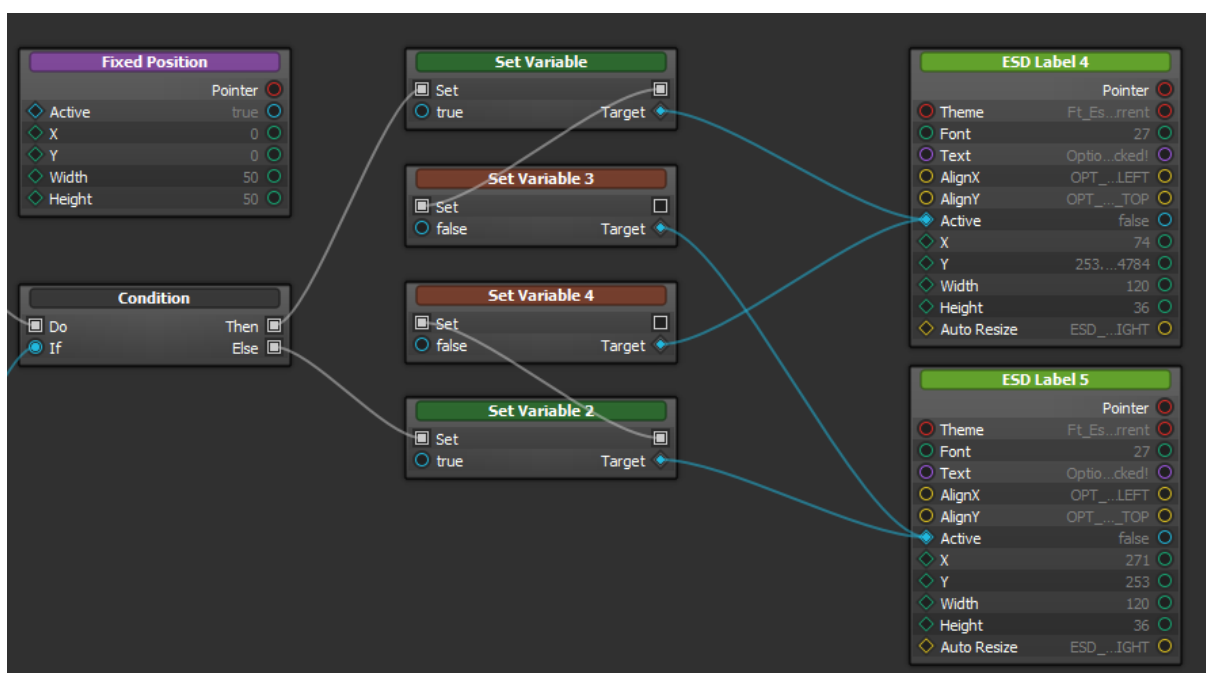 Fixed Position
Pointer
Active true
X 0
Y 0
Width 50
Height 50
Condition
Do Then
If Else
Set Variable
Set
true Target
Set Variable 3
Set
false Target
Set Variable 4
Set
false Target
Set Variable 2
Set
true Target
ESD Label 4
Pointer
Theme Ft_Es...rrent
Font 27
Text Optio...cked!
AlignX OPT_...LEFT
AlignY OPT_..._TOP
Active false
X 74
Y 253....4784
Width 120
Height 36
Auto Resize ESD_...IGHT
ESD Label 5
Pointer
Theme Ft_Es...rrent
Font 27
Text Optio...cked!
AlignX OPT_...LEFT
AlignY OPT_..._TOP
Active false
X 271
Y 253
Width 120
Height 36
Auto Resize ESD_...IGHT